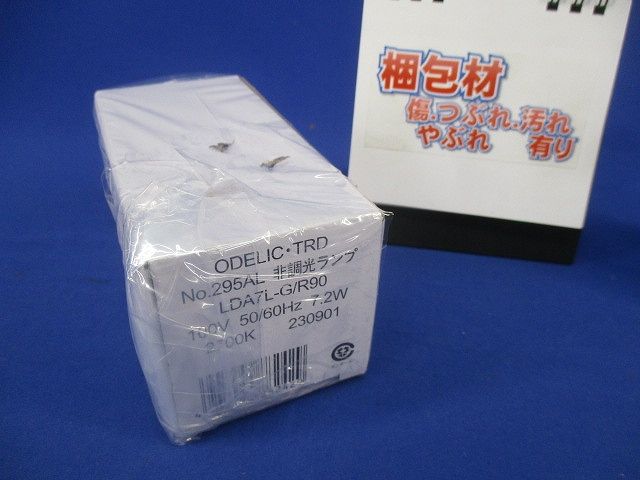 梱包材
傷.つぶれ.汚れ
やぶれ 有り
ODELIC・TRD
No.295AL 非調光ランプ
LDA7L-G/R90
100V 50/60Hz 7.2W
230901